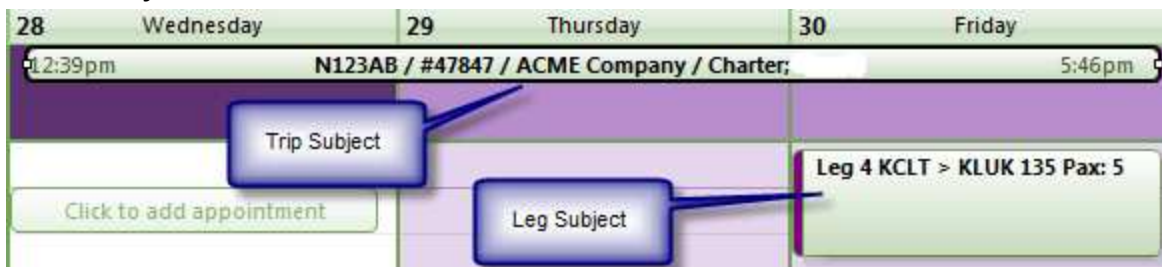 28 Wednesday 29 Thursday 30 Friday
12:39pm N123AB / #47847 / ACME Company / Charter; 5:46pm
Trip Subject
Leg 4 KCLT > KLUK 135 Pax: 5
Click to add appointment
Leg Subject